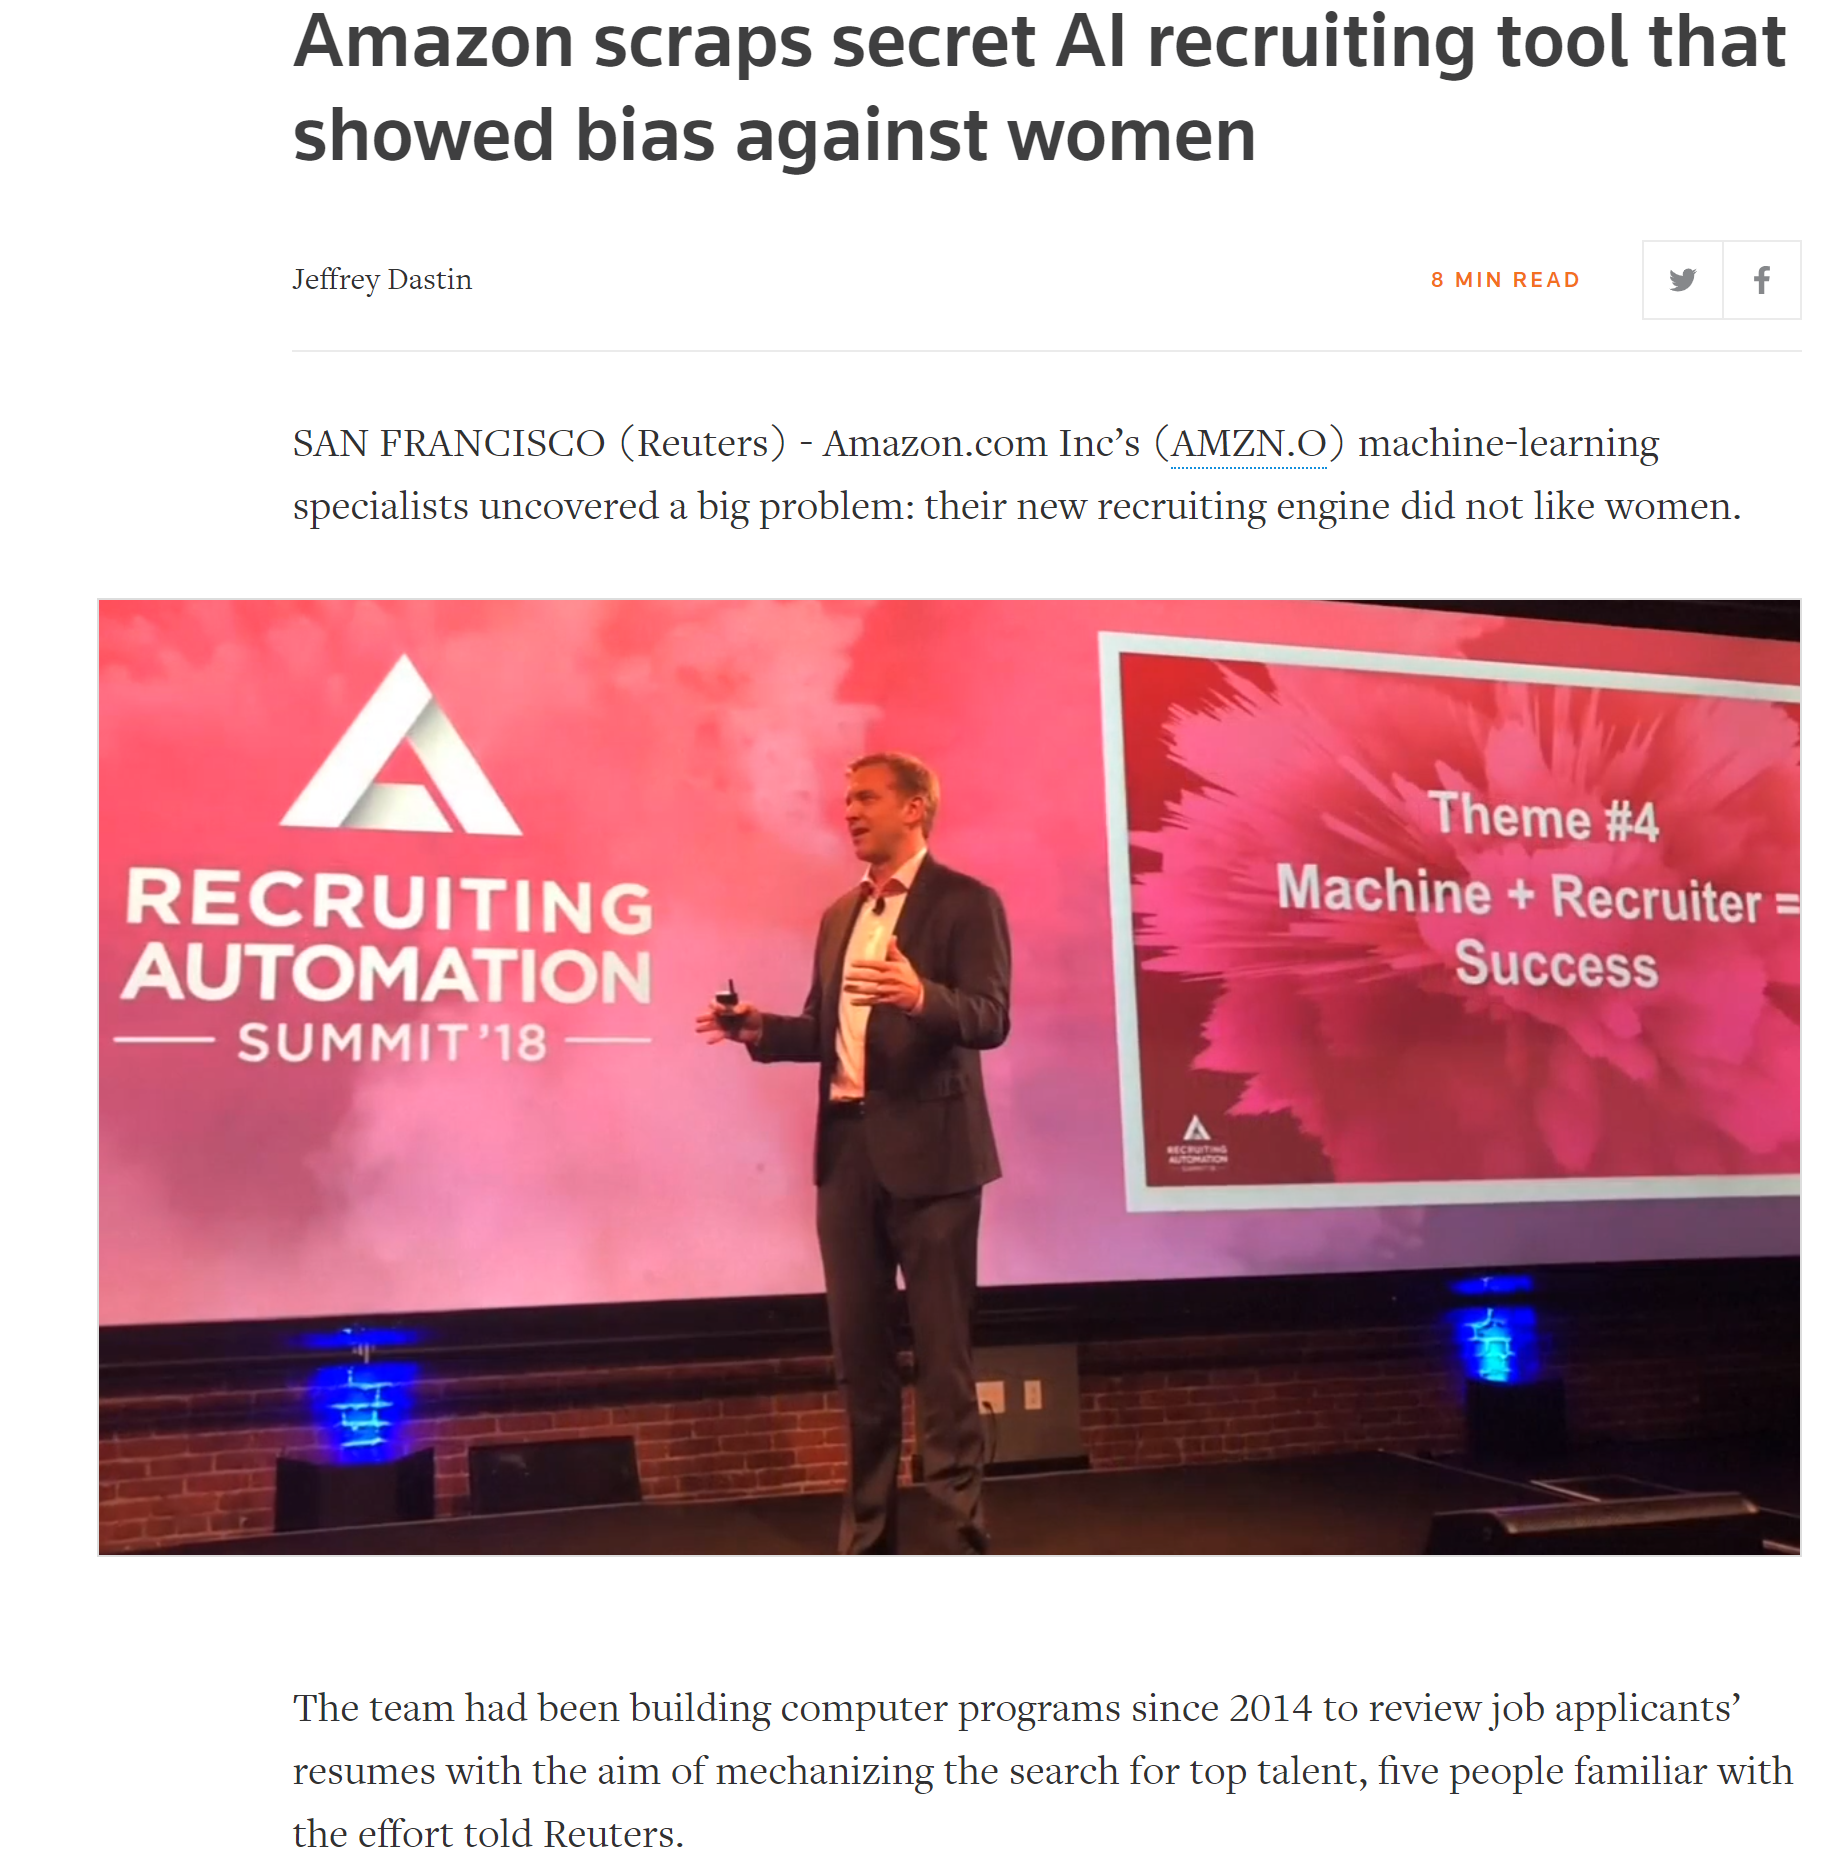 Amazon scraps secret AI recruiting tool that
showed bias against women
Jeffrey Dastin
8 MIN READ
SAN FRANCISCO (Reuters) - Amazon.com Inc’s (AMZN.O) machine-learning
specialists uncovered a big problem: their new recruiting engine did not like women.
RECRUITING
AUTOMATION
SUMMIT ’18
Theme #4
Machine + Recruiter =
Success
RECRUITING
AUTOMATION
The team had been building computer programs since 2014 to review job applicants’
resumes with the aim of mechanizing the search for top talent, five people familiar with
the effort told Reuters.